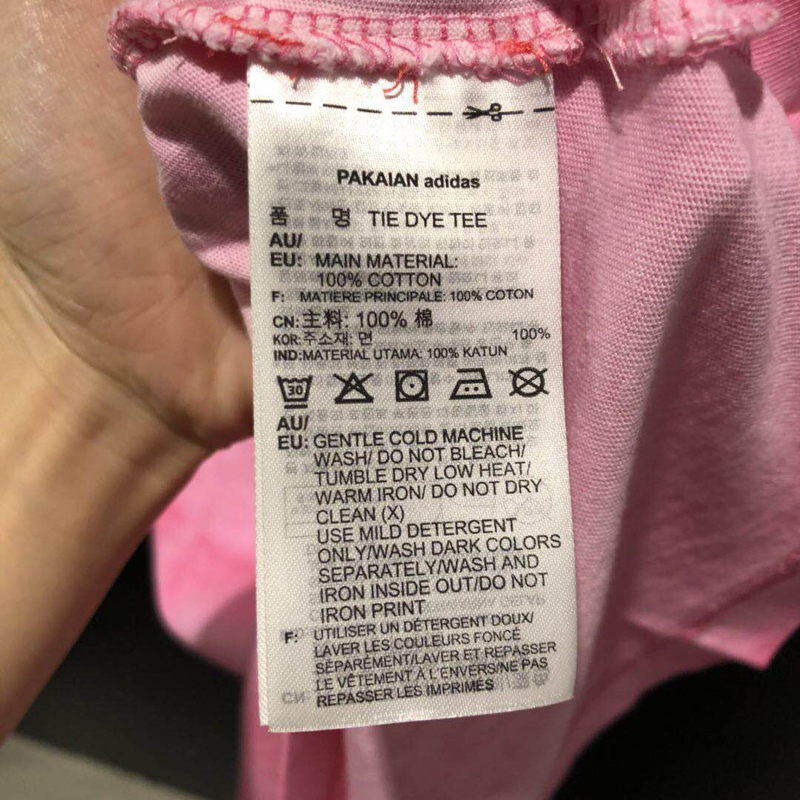 PAKAIAN adidas
품 명 TIE DYE TEE
AU/
EU: MAIN MATERIAL:
100% COTTON
F: MATIERE PRINCIPALE: 100% COTON
CN: 主料: 100% 棉
KOR: 주소재: 면 100%
IND: MATERIAL UTAMA: 100% KATUN
30
AU/
EU: GENTLE COLD MACHINE
WASH/ DO NOT BLEACH/
TUMBLE DRY LOW HEAT/
WARM IRON/ DO NOT DRY
CLEAN (X)
USE MILD DETERGENT
ONLY/WASH DARK COLORS
SEPARATELY/WASH AND
IRON INSIDE OUT/DO NOT
IRON PRINT
F: UTILISER UN DÉTERGENT DOUX/
LAVER LES COULEURS FONCÉ
SÉPARÉMENT/LAVER ET REPASSER
LE VÊTEMENT À L'ENVERS/NE PAS
REPASSER LES IMPRIMÉS